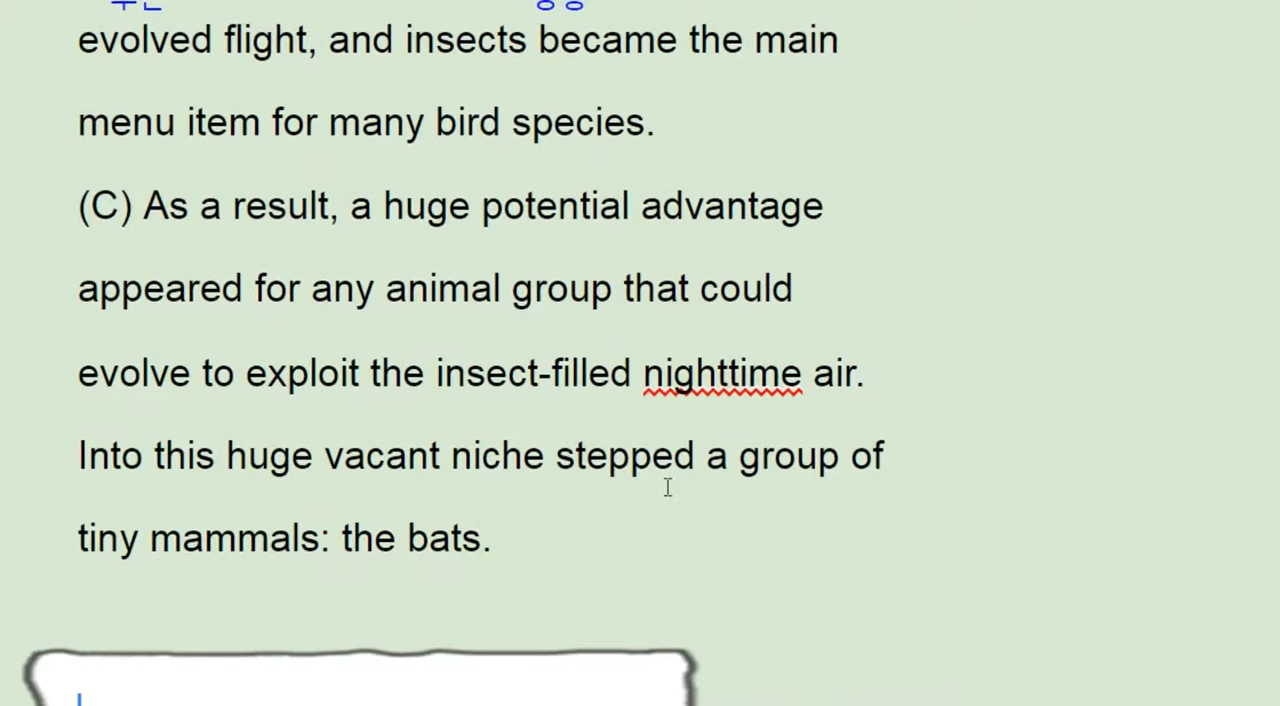 evolved flight, and insects became the main
menu item for many bird species.
(C) As a result, a huge potential advantage
appeared for any animal group that could
evolve to exploit the insect-filled nighttime air.
Into this huge vacant niche stepped a group of
tiny mammals: the bats.